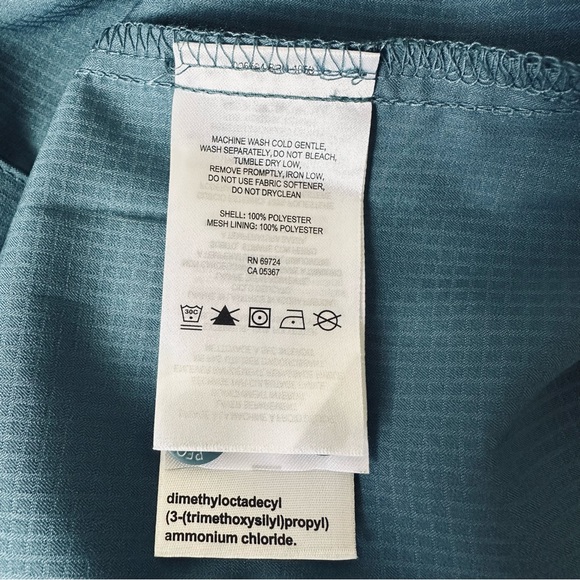 MACHINE WASH COLD GENTLE,
WASH SEPARATELY, DO NOT BLEACH,
TUMBLE DRY LOW,
REMOVE PROMPTLY, IRON LOW,
DO NOT USE FABRIC SOFTENER,
DO NOT DRYCLEAN
SHELL: 100% POLYESTER
MESH LINING: 100% POLYESTER
RN 69724
CA 05367
30C
dimethyloctadecyl
(3-(trimethoxysilyl)propyl)
ammonium chloride.